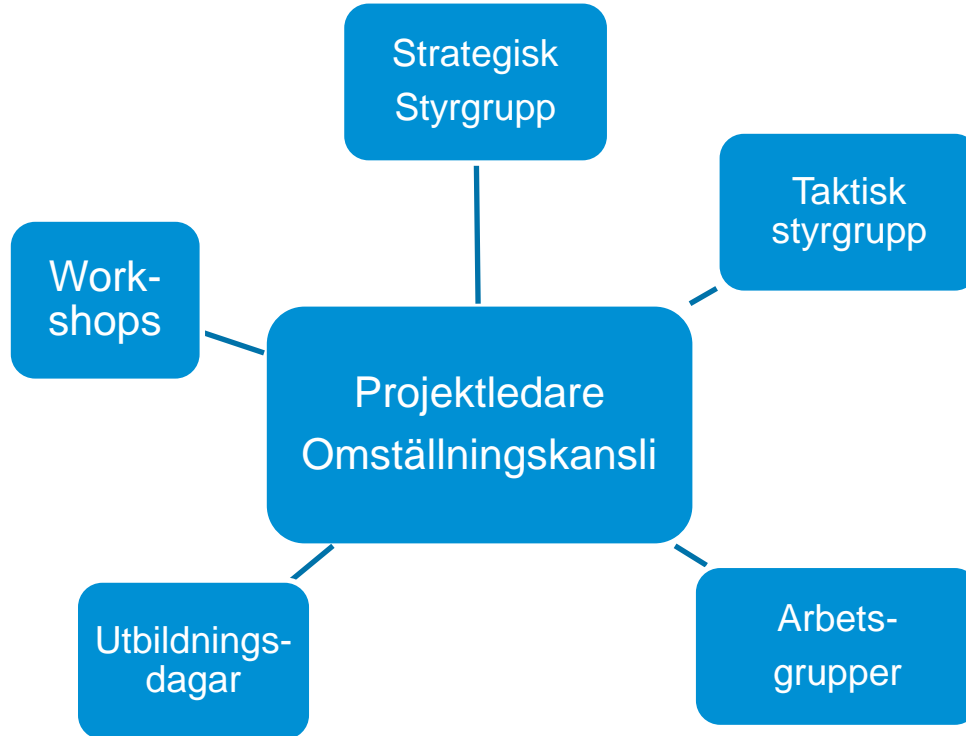 Strategisk
Styrgrupp
Taktisk
styrgrupp
Work-
shops
Projektledare
Omställningskansli
Utbildnings-
dagar
Arbets-
grupper